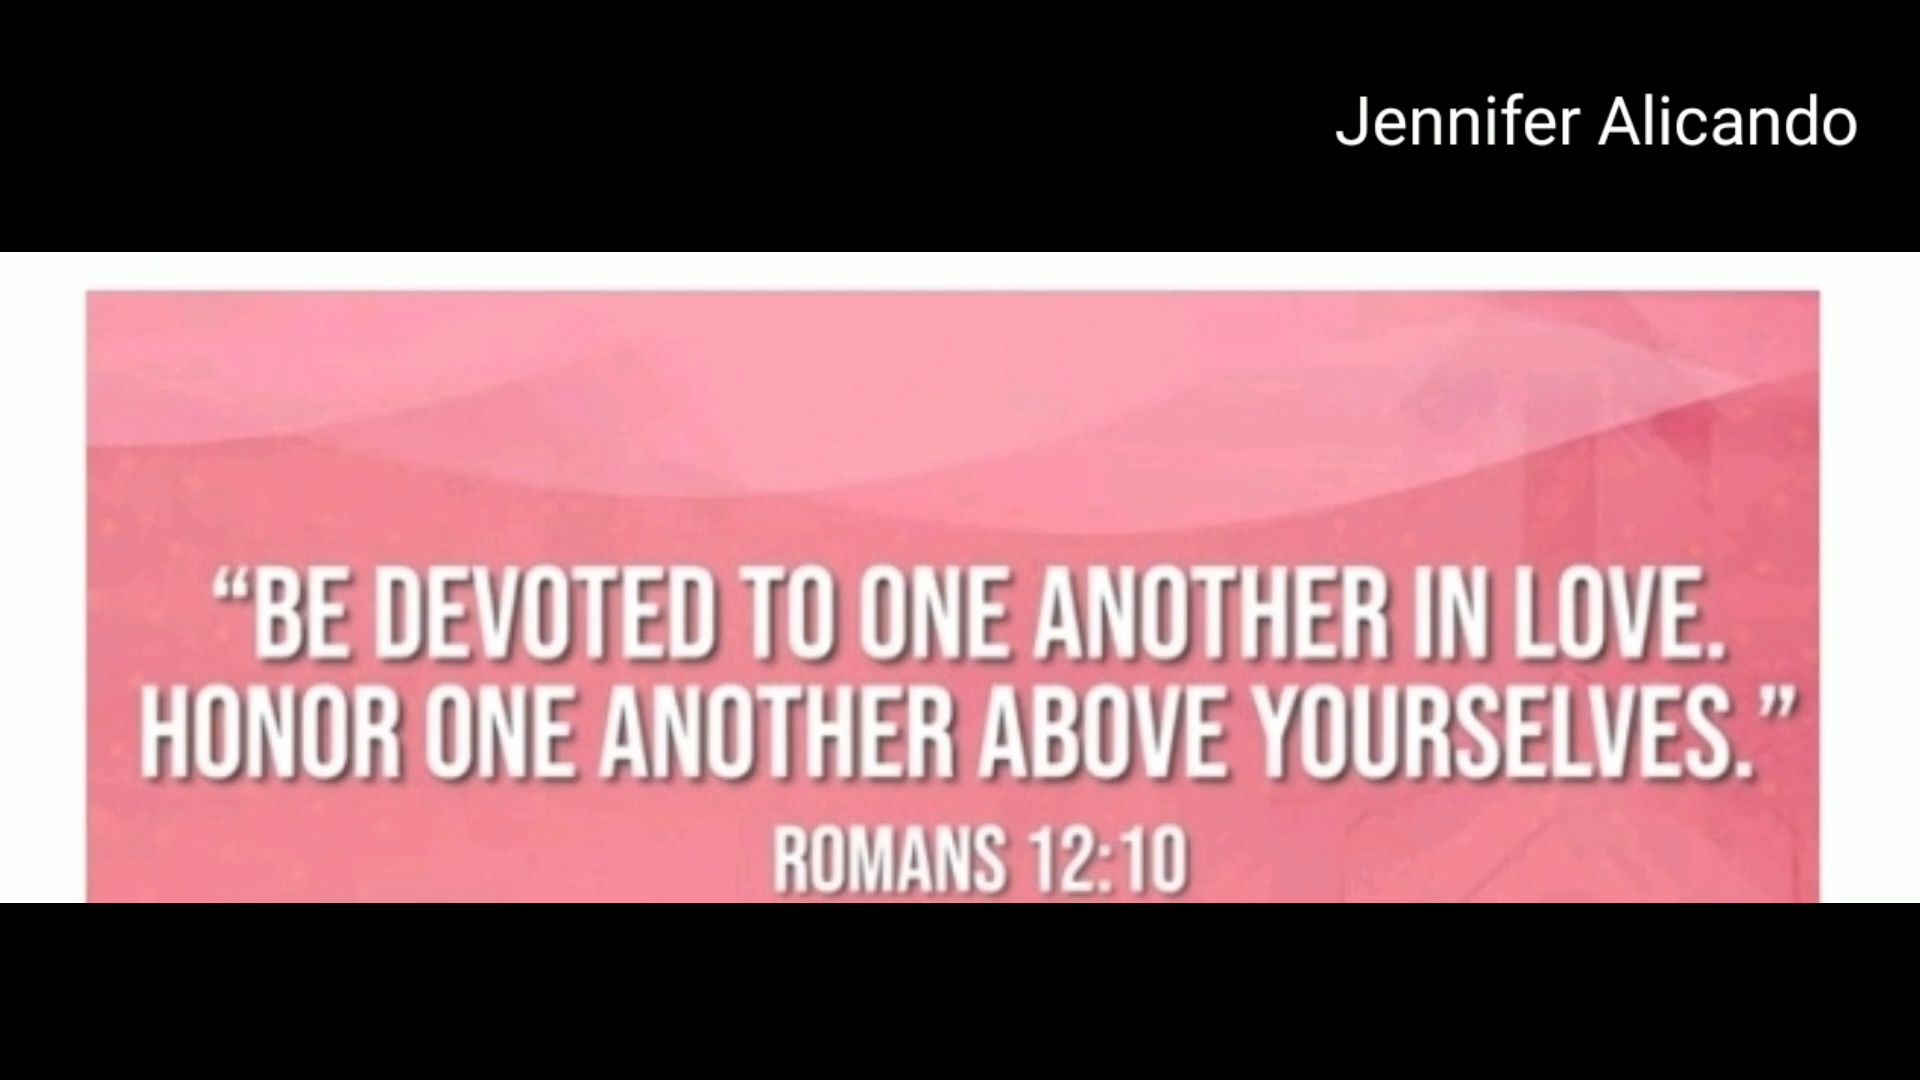 Jennifer Alicando
“BE DEVOTED TO ONE ANOTHER IN LOVE.
HONOR ONE ANOTHER ABOVE YOURSELVES.”
ROMANS 12:10